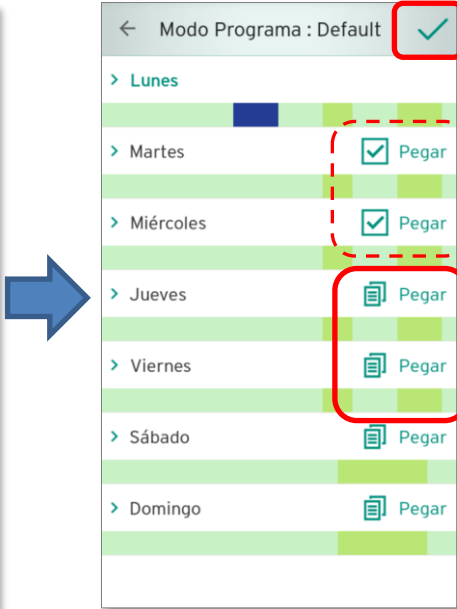 Modo Programa : Default
Lunes
Martes Pegar
Miércoles Pegar
Jueves Pegar
Viernes Pegar
Sábado Pegar
Domingo Pegar